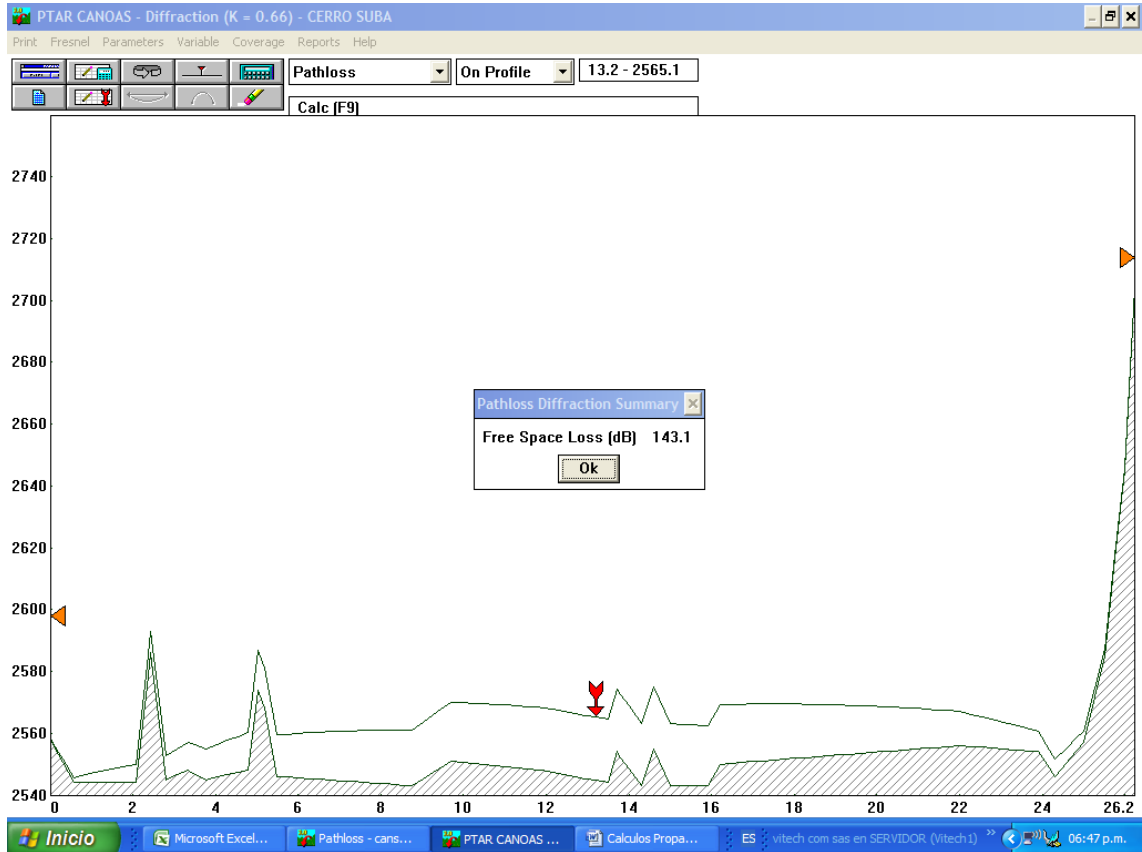 PTAR CANOAS - Diffraction (K = 0.66) - CERRO SUBA
Print Fresnel Parameters Variable Coverage Reports Help
Pathloss On Profile 13.2 - 2565.1
Calc (F9)
2740
2720
2700
2680
2660
2640
2620
2600
2580
2560
2540
Pathloss Diffraction Summary
Free Space Loss (dB) 143.1
Ok
0 2 4 6 8 10 12 14 16 18 20 22 24 26.2
Inicio Microsoft Excel... Pathloss - cans... PTAR CANOAS ... Calculos Propa... ES vitech com sas en SERVIDOR (Vitech1) 06:47 p.m.